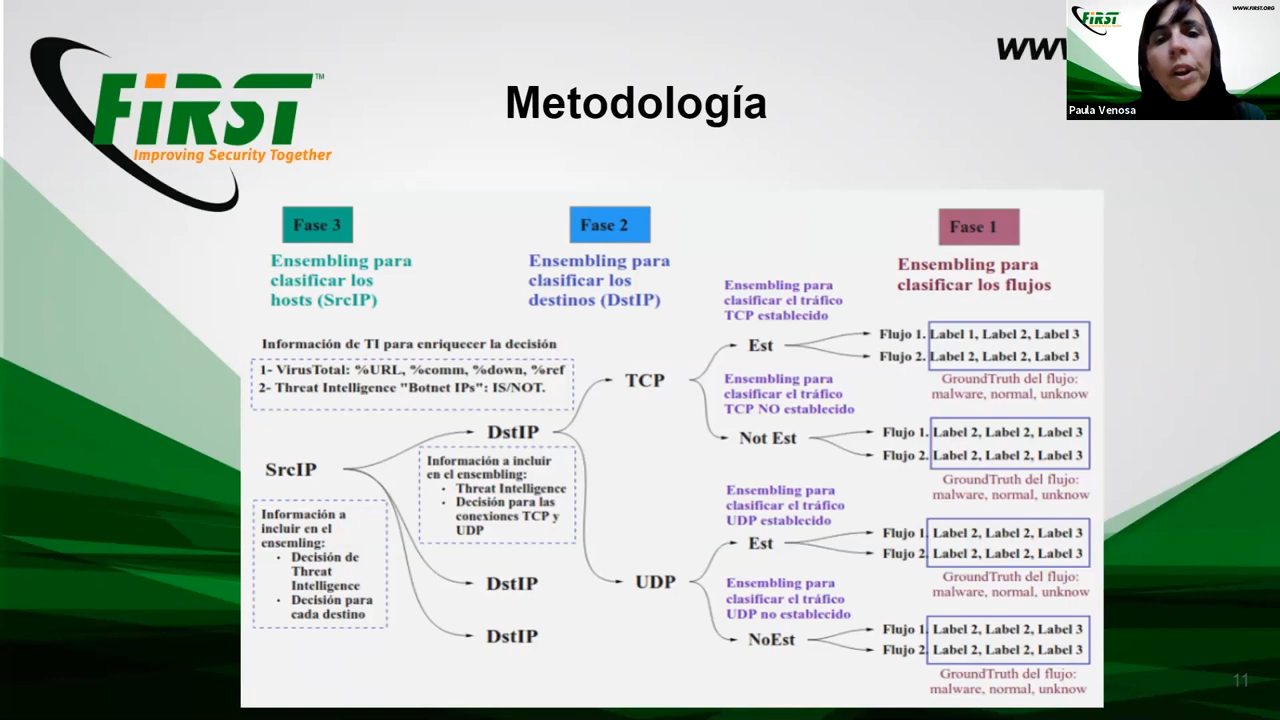 FiRST™
Improving Security Together
Metodología
WWW
FiRST
WWW.FIRST.ORG
Paula Venosa
Fase 3
Ensembling para
clasificar los
hosts (SrcIP)
Fase 2
Ensembling para
clasificar los
destinos (DstIP)
Fase 1
Ensembling para
clasificar los flujos
Información de TI para enriquecer la decisión
1- VirusTotal: %URL, %comm, %down, %ref
2- Threat Intelligence "Botnet IPs": IS/NOT.
SrcIP
Información a
incluir en el
ensemling:
• Decisión de
Threat
Intelligence
• Decisión para
cada destino
DstIP
Información a incluir
en el ensembling:
• Threat Intelligence
• Decisión para las
conexiones TCP y
UDP
DstIP
DstIP
TCP
Ensembling para
clasificar el tráfico
TCP establecido
Est
Flujo 1. Label 1, Label 2, Label 3
Flujo 2. Label 2, Label 2, Label 3
GroundTruth del flujo:
malware, normal, unknow
Ensembling para
clasificar el tráfico
TCP NO establecido
Not Est
Flujo 1. Label 2, Label 2, Label 3
Flujo 2. Label 2, Label 2, Label 3
GroundTruth del flujo:
malware, normal, unknow
UDP
Ensembling para
clasificar el tráfico
UDP establecido
Est
Flujo 1. Label 2, Label 2, Label 3
Flujo 2. Label 2, Label 2, Label 3
GroundTruth del flujo:
malware, normal, unknow
Ensembling para
clasificar el tráfico
UDP no establecido
NoEst
Flujo 1. Label 2, Label 2, Label 3
Flujo 2. Label 2, Label 2, Label 3
GroundTruth del flujo:
malware, normal, unknow
11